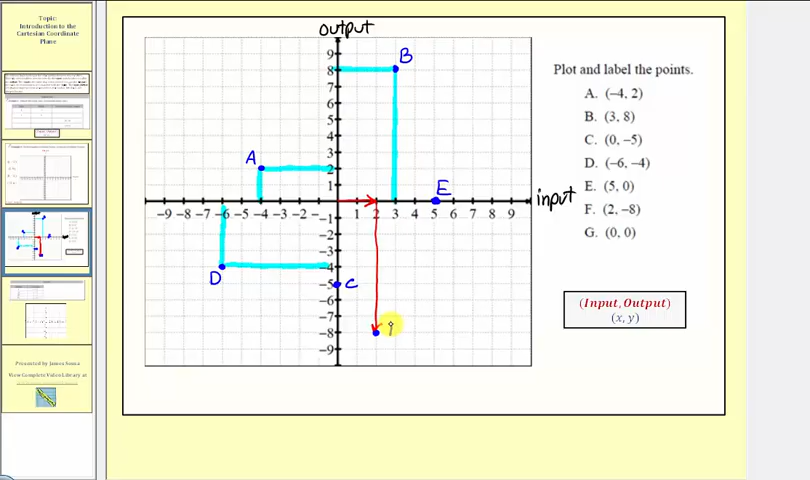 Topic:
Introduction to the
Cartesian Coordinate
Plane
Presented by James Sousa
View Complete Video Library at
output
input
9
8
7
6
5
4
3
2
1
-1
-2
-3
-4
-5
-6
-7
-8
-9
-9 -8 -7 -6 -5 -4 -3 -2 -1 1 2 3 4 5 6 7 8 9
B
A
E
D
C
Plot and label the points.
A. (-4, 2)
B. (3, 8)
C. (0, -5)
D. (-6, -4)
E. (5, 0)
F. (2, -8)
G. (0, 0)
(Input, Output)
(x, y)